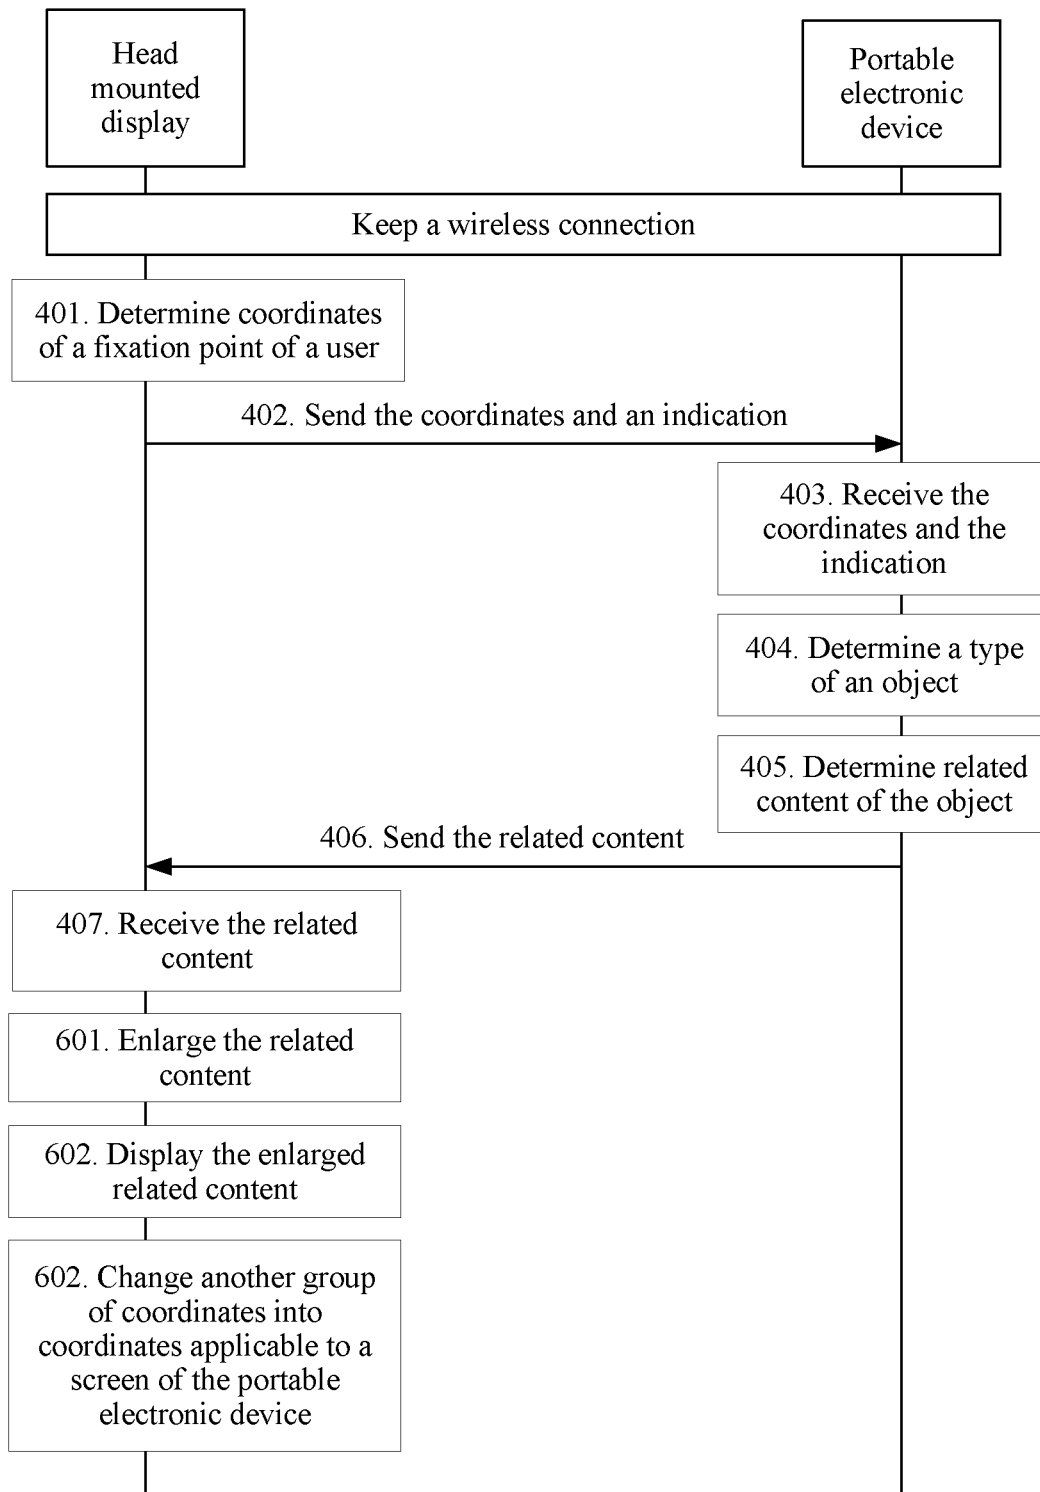 Head
mounted
display
Portable
electronic
device
Keep a wireless connection
401. Determine coordinates
of a fixation point of a user
402. Send the coordinates and an indication
403. Receive the
coordinates and the
indication
404. Determine a type
of an object
405. Determine related
content of the object
406. Send the related content
407. Receive the related
content
601. Enlarge the related
content
602. Display the enlarged
related content
602. Change another group
of coordinates into
coordinates applicable to a
screen of the portable
electronic device